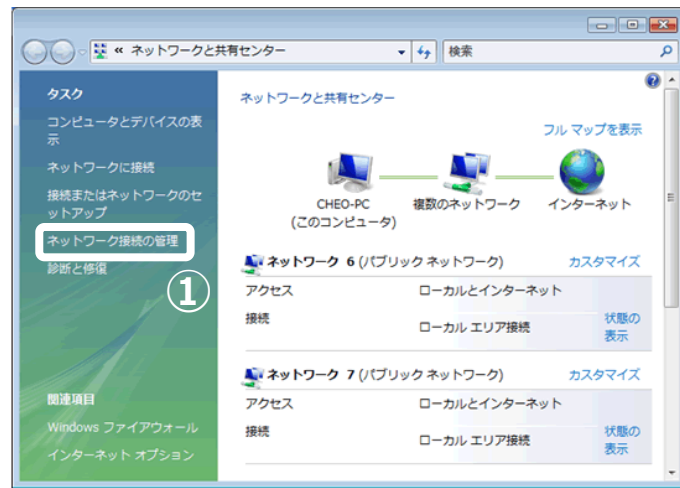 « ネットワークと共有センター
検索
タスク
コンピュータとデバイスの表
示
ネットワークに接続
接続またはネットワークのセ
ットアップ
ネットワーク接続の管理
診断と修復
①
関連項目
Windows ファイアウォール
インターネット オプション
ネットワークと共有センター
フル マップを表示
CHEO-PC
(このコンピュータ)
複数のネットワーク
インターネット
ネットワーク 6 (パブリック ネットワーク)
カスタマイズ
アクセス
ローカルとインターネット
接続
ローカル エリア接続
状態の
表示
ネットワーク 7 (パブリック ネットワーク)
カスタマイズ
アクセス
ローカルとインターネット
接続
ローカル エリア接続
状態の
表示